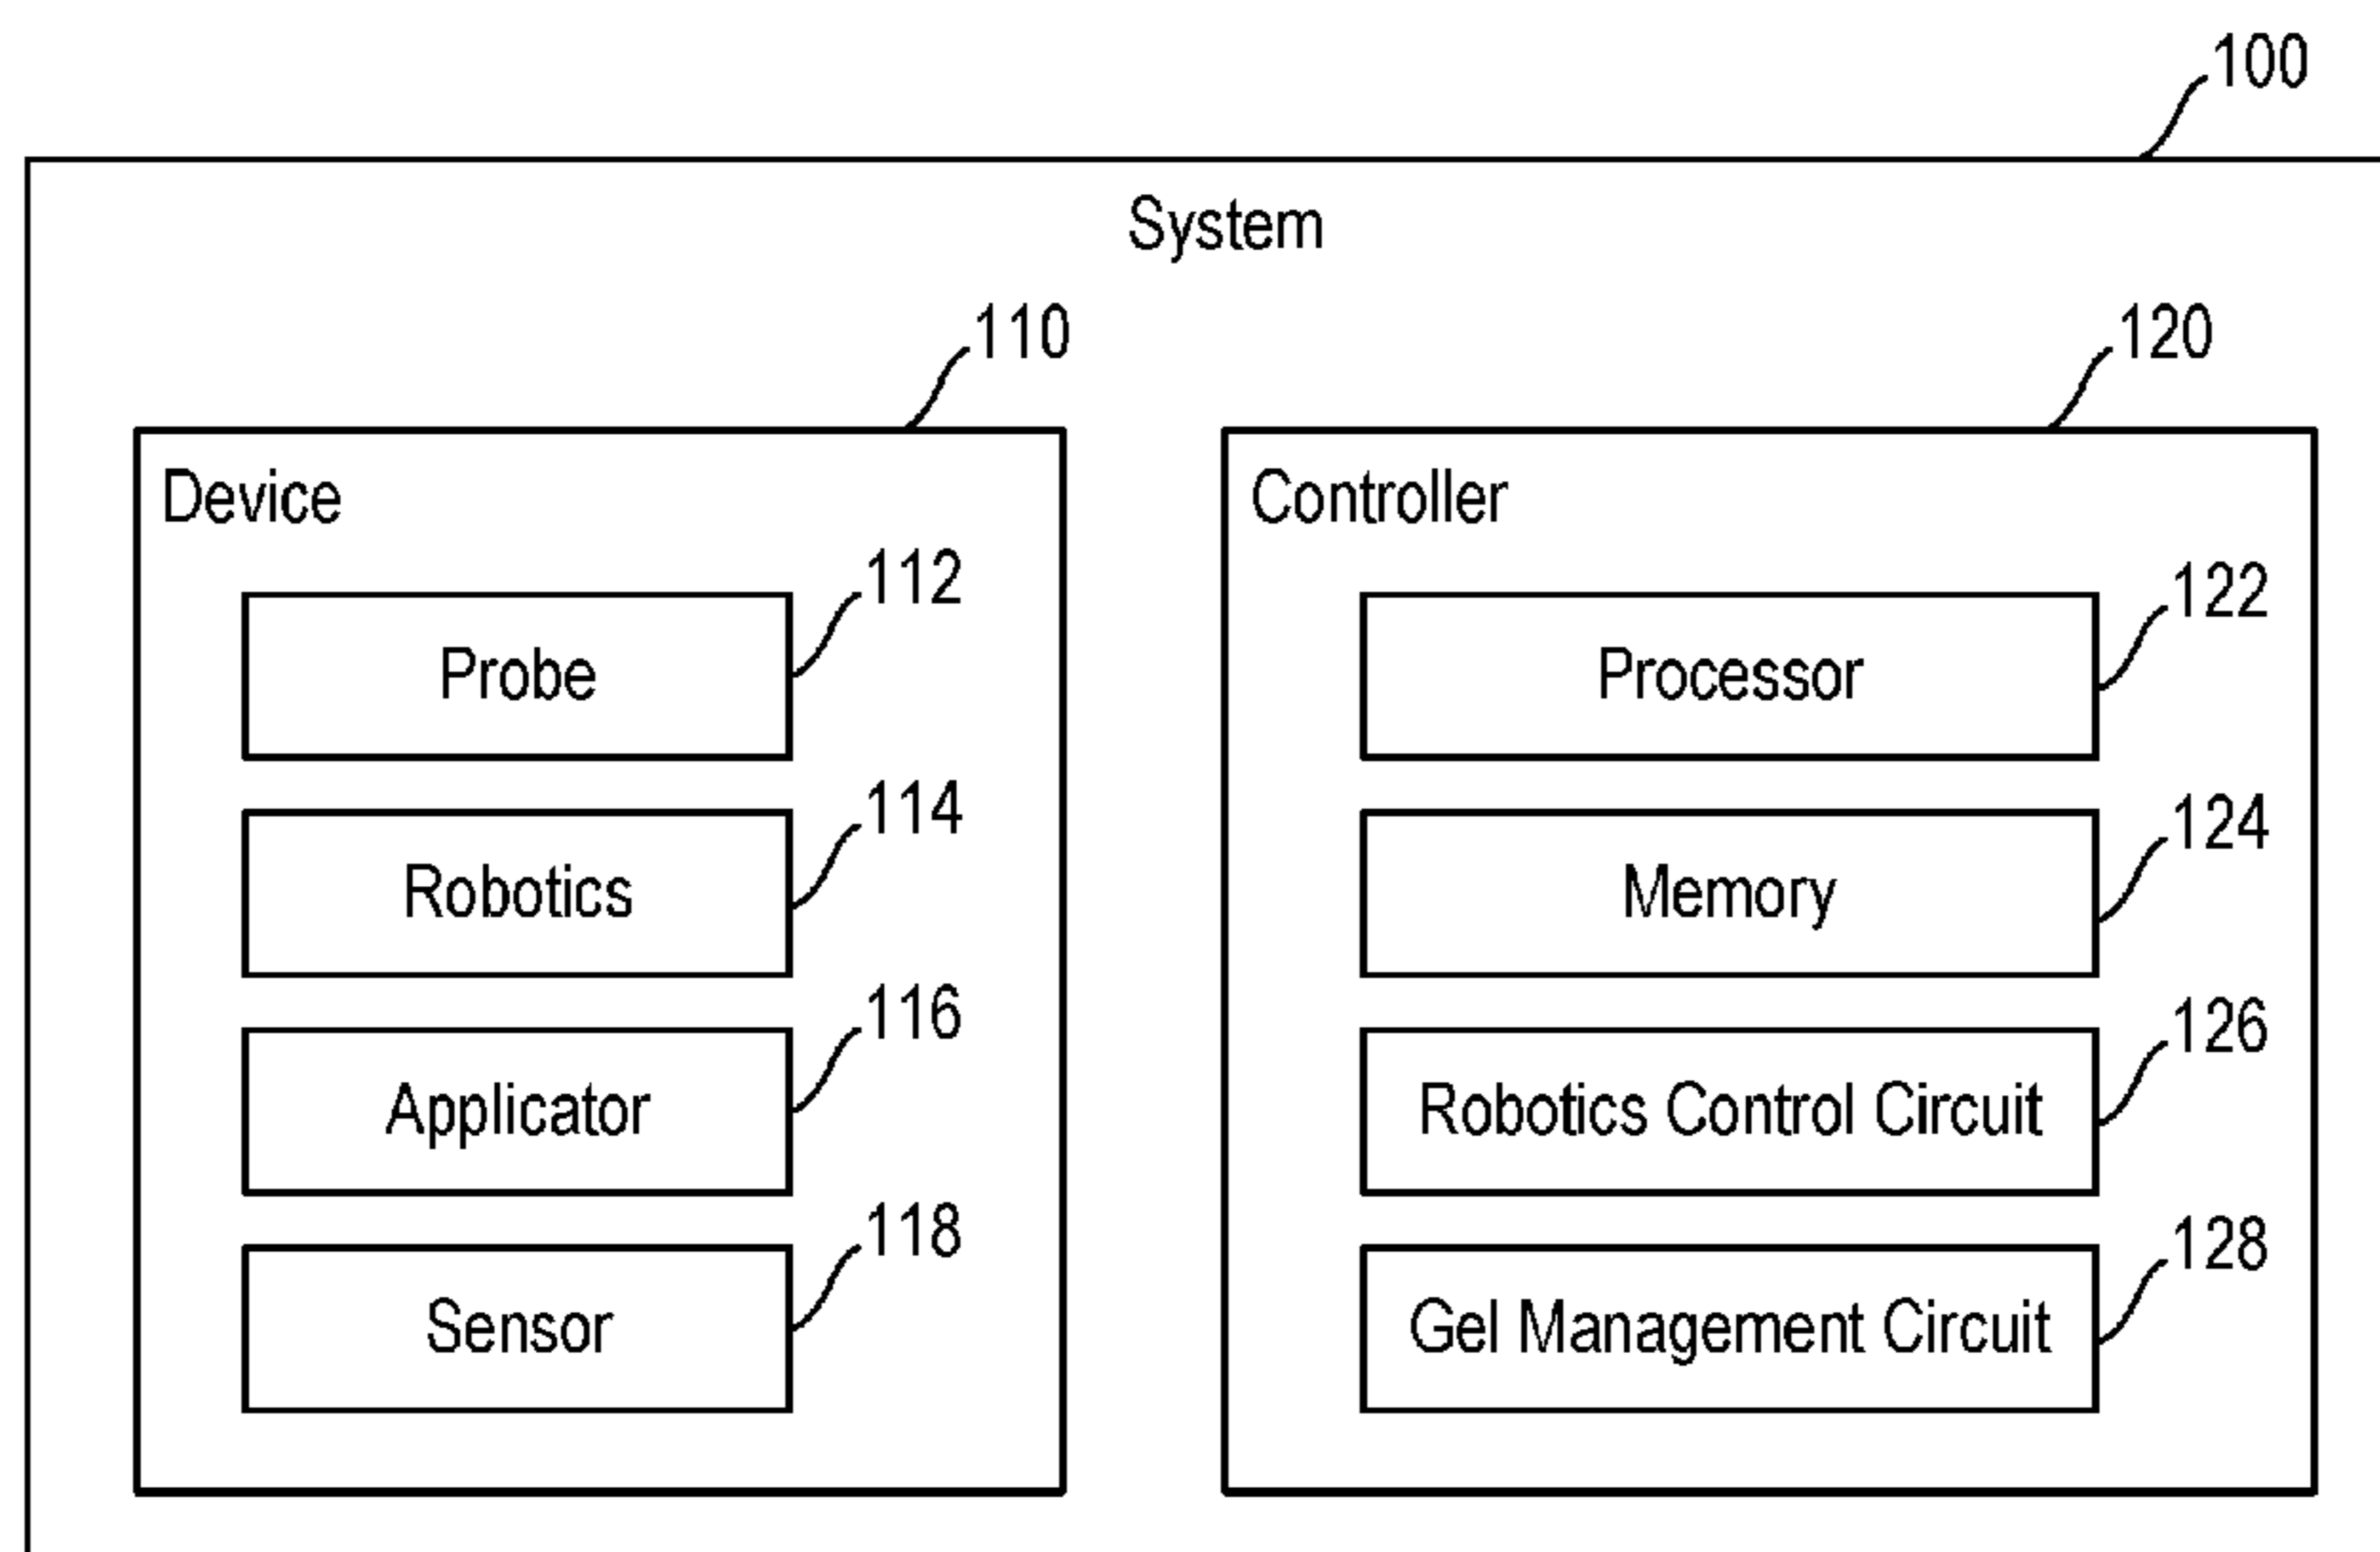 100
System
110
120
Device
Controller
112
122
Probe
Processor
114
124
Robotics
Memory
116
126
Applicator
Robotics Control Circuit
118
128
Sensor
Gel Management Circuit